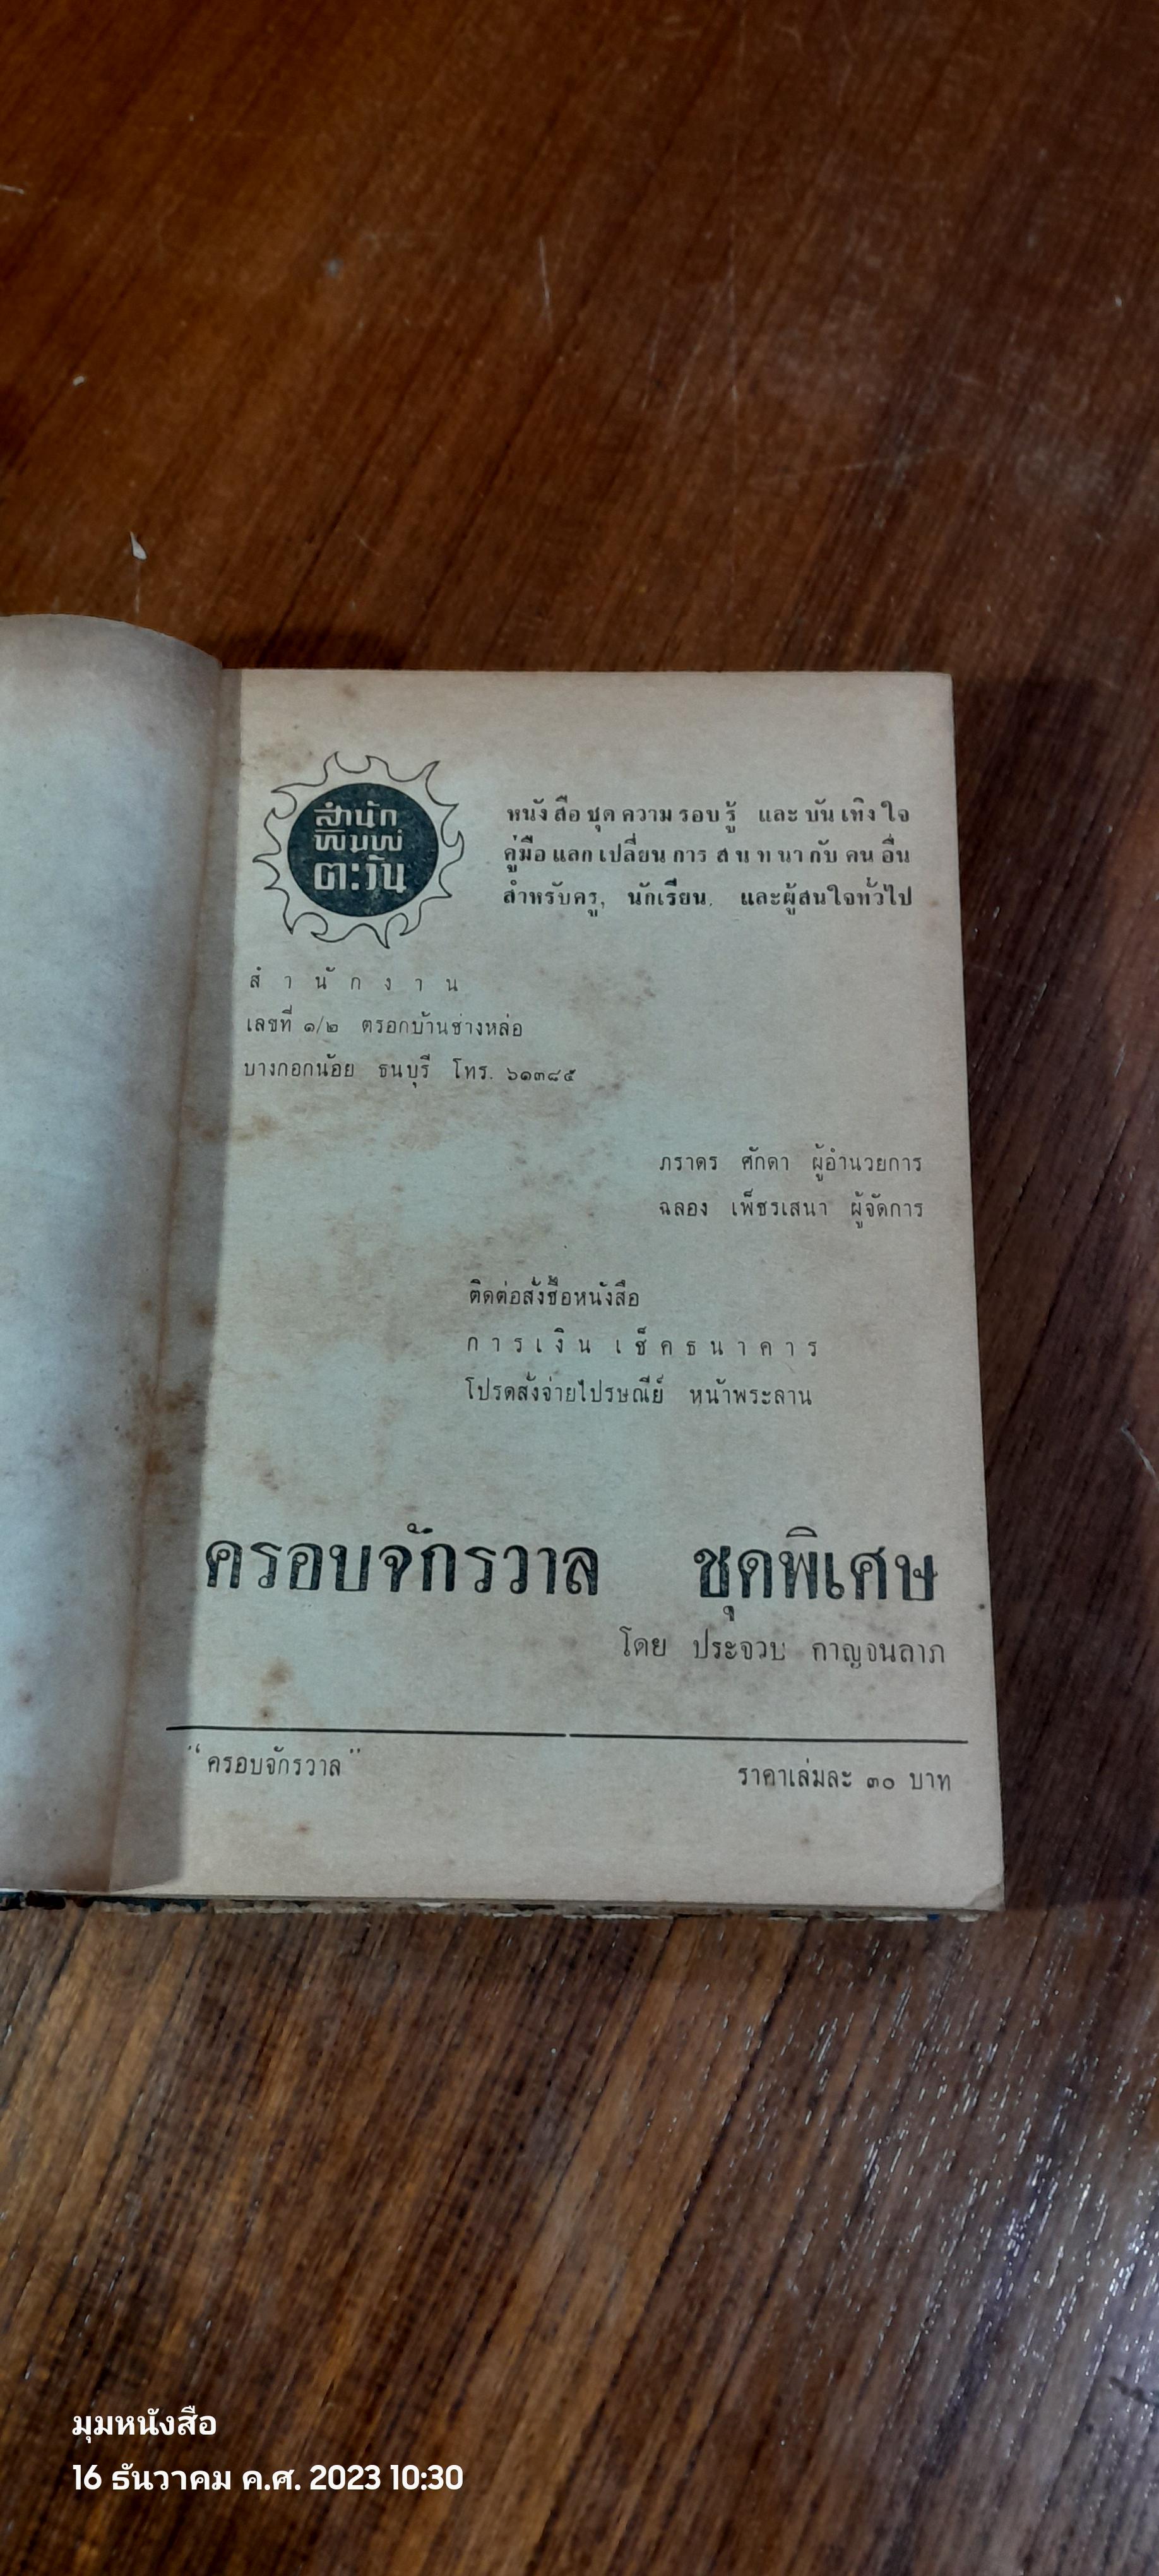 สำนัก
พิมพ์
ตะวัน
หนังสือชุดความรอบรู้ และบันเทิงใจ
คู่มือแลกเปลี่ยนการสนทนากับคนอื่น
สำหรับครู, นักเรียน. และผู้สนใจทั่วไป
สำนักงาน
เลขที่ ๑/๒ ตรอกบ้านช่างหล่อ
บางกอกน้อย ธนบุรี โทร. ๖๑๓๘๕
ภราดร ศักดา ผู้อำนวยการ
ฉลอง เพ็ชรเสนา ผู้จัดการ
ติดต่อสั่งซื้อหนังสือ
การเงิน เช็คธนาคาร
โปรดสั่งจ่ายไปรษณีย์ หน้าพระลาน
ครอบจักรวาล ชุดพิเศษ
โดย ประจวบ กาญจนลาภ
“ครอบจักรวาล”
ราคาเล่มละ ๓๐ บาท
มุมหนังสือ
16 ธันวาคม ค.ศ. 2023 10:30